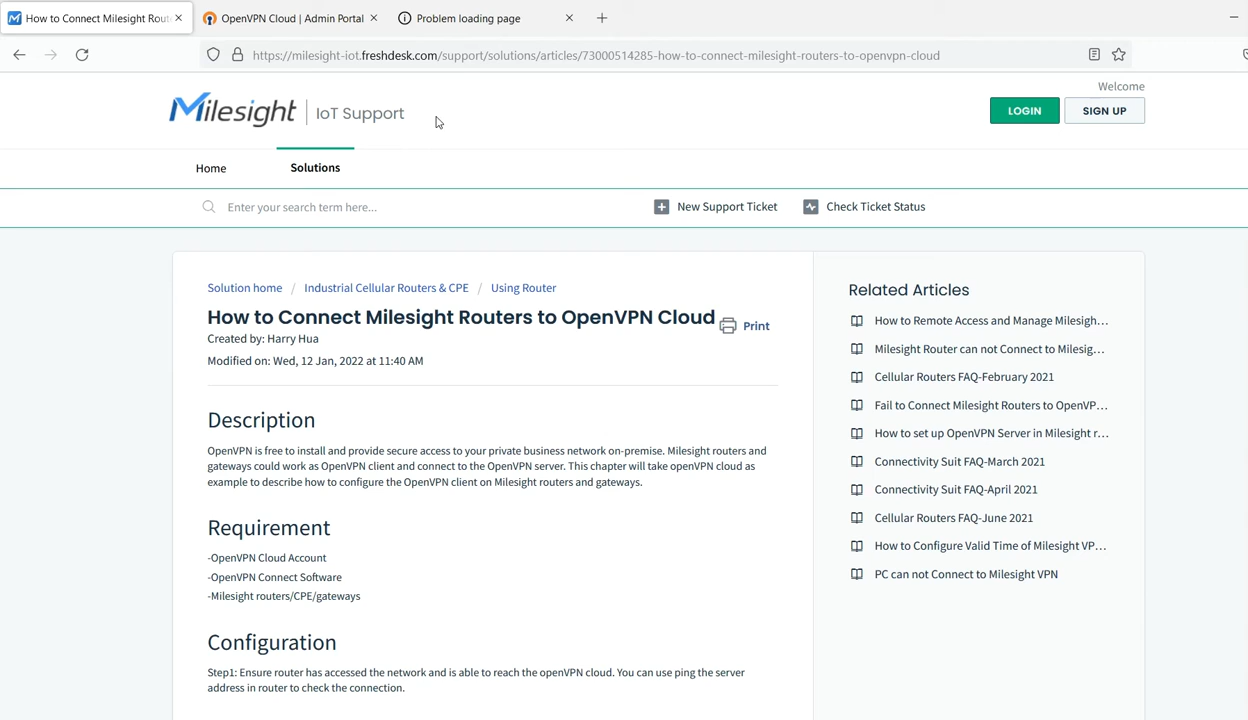 How to Connect Milesight Rout
OpenVPN Cloud | Admin Portal
Problem loading page
https://milesight-iot.freshdesk.com/support/solutions/articles/73000514285-how-to-connect-milesight-routers-to-openvpn-cloud
Welcome
Milesight | IoT Support
LOGIN
SIGN UP
Home
Solutions
Enter your search term here...
New Support Ticket
Check Ticket Status
Solution home / Industrial Cellular Routers & CPE / Using Router
How to Connect Milesight Routers to OpenVPN Cloud
Print
Created by: Harry Hua
Modified on: Wed, 12 Jan, 2022 at 11:40 AM
Description
OpenVPN is free to install and provide secure access to your private business network on-premise. Milesight routers and
gateways could work as OpenVPN client and connect to the OpenVPN server. This chapter will take openVPN cloud as
example to describe how to configure the OpenVPN client on Milesight routers and gateways.
Requirement
-OpenVPN Cloud Account
-OpenVPN Connect Software
-Milesight routers/CPE/gateways
Configuration
Step1: Ensure router has accessed the network and is able to reach the openVPN cloud. You can use ping the server
address in router to check the connection.
Related Articles
How to Remote Access and Manage Milesigh...
Milesight Router can not Connect to Milesig...
Cellular Routers FAQ-February 2021
Fail to Connect Milesight Routers to OpenVP...
How to set up OpenVPN Server in Milesight r...
Connectivity Suit FAQ-March 2021
Connectivity Suit FAQ-April 2021
Cellular Routers FAQ-June 2021
How to Configure Valid Time of Milesight VP...
PC can not Connect to Milesight VPN